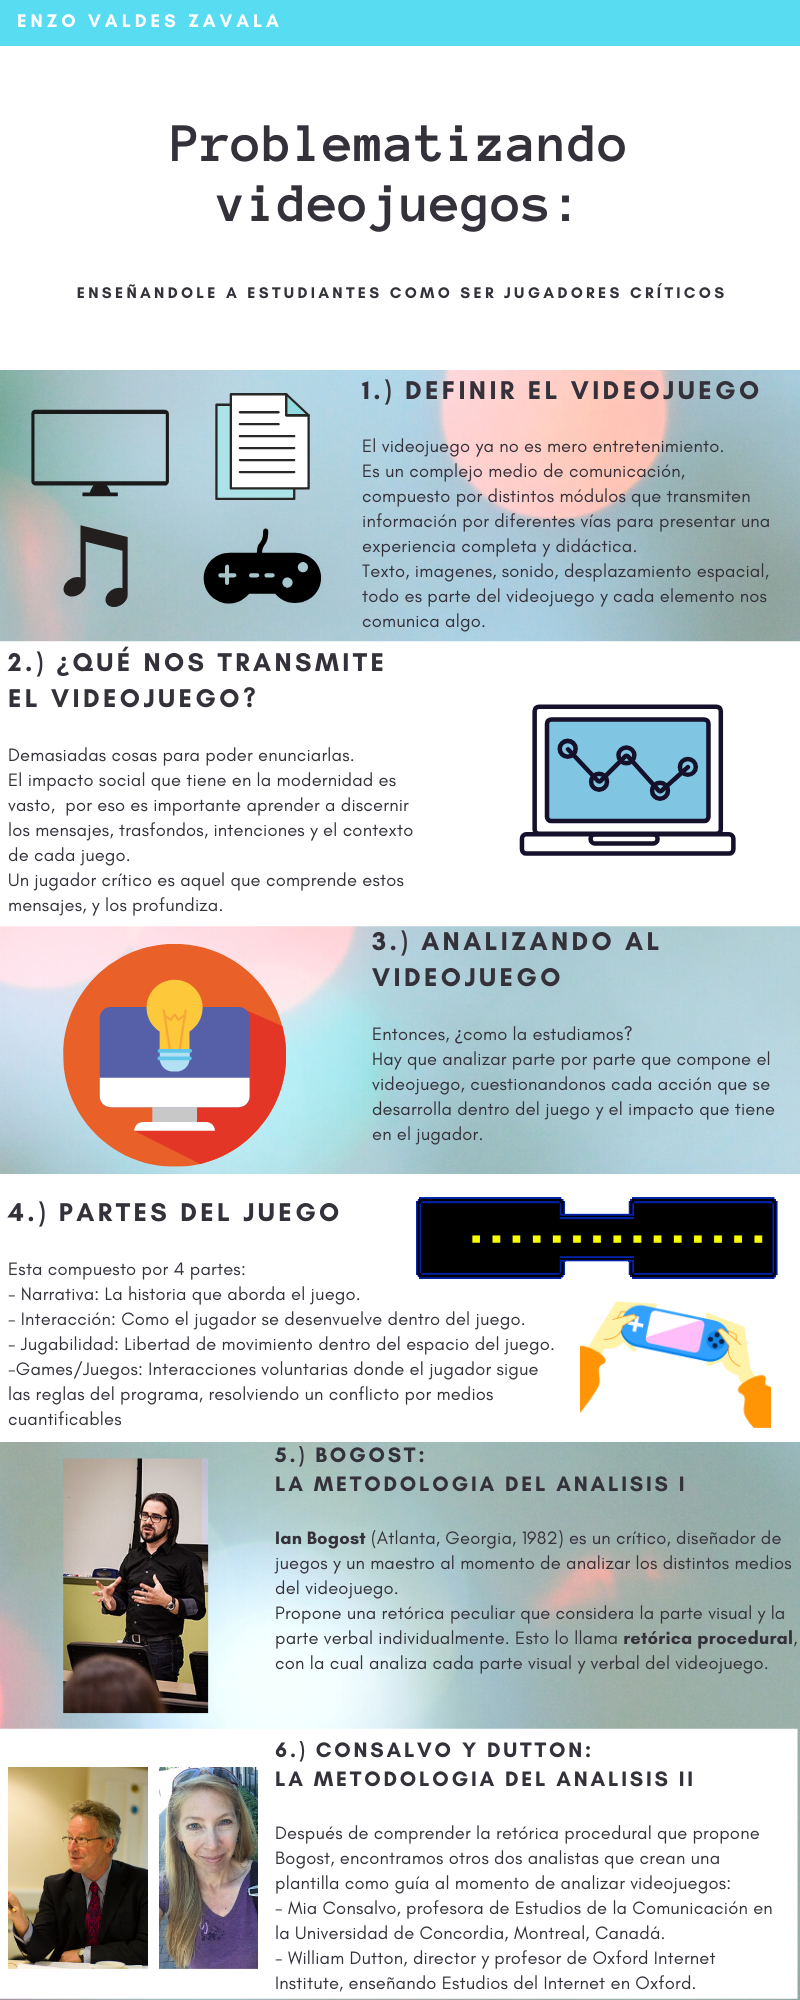 ENZO VALDES ZAVALA
Problematizando
videojuegos:
ENSEÑANDOLE A ESTUDIANTES COMO SER JUGADORES CRÍTICOS
1.) DEFINIR EL VIDEOJUEGO
El videojuego ya no es mero entretenimiento.
Es un complejo medio de comunicación,
compuesto por distintos módulos que transmiten
información por diferentes vías para presentar una
experiencia completa y didáctica.
Texto, imagenes, sonido, desplazamiento espacial,
todo es parte del videojuego y cada elemento nos
comunica algo.
2.) ¿QUÉ NOS TRANSMITE
EL VIDEOJUEGO?
Demasiadas cosas para poder enunciarlas.
El impacto social que tiene en la modernidad es
vasto, por eso es importante aprender a discernir
los mensajes, trasfondos, intenciones y el contexto
de cada juego.
Un jugador crítico es aquel que comprende estos
mensajes, y los profundiza.
3.) ANALIZANDO AL
VIDEOJUEGO
Entonces, ¿como la estudiamos?
Hay que analizar parte por parte que compone el
videojuego, cuestionandonos cada acción que se
desarrolla dentro del juego y el impacto que tiene
en el jugador.
4.) PARTES DEL JUEGO
Esta compuesto por 4 partes:
- Narrativa: La historia que aborda el juego.
- Interacción: Como el jugador se desenvuelve dentro del juego.
- Jugabilidad: Libertad de movimiento dentro del espacio del juego.
-Games/Juegos: Interacciones voluntarias donde el jugador sigue
las reglas del programa, resolviendo un conflicto por medios
cuantificables
5.) BOGOST:
LA METODOLOGIA DEL ANALISIS I
Ian Bogost (Atlanta, Georgia, 1982) es un crítico, diseñador de
juegos y un maestro al momento de analizar los distintos medios
del videojuego.
Propone una retórica peculiar que considera la parte visual y la
parte verbal individualmente. Esto lo llama retórica procedural,
con la cual analiza cada parte visual y verbal del videojuego.
6.) CONSALVO Y DUTTON:
LA METODOLOGIA DEL ANALISIS II
Después de comprender la retórica procedural que propone
Bogost, encontramos otros dos analistas que crean una
plantilla como guía al momento de analizar videojuegos:
- Mia Consalvo, profesora de Estudios de la Comunicación en
la Universidad de Concordia, Montreal, Canadá.
- William Dutton, director y profesor de Oxford Internet
Institute, enseñando Estudios del Internet en Oxford.